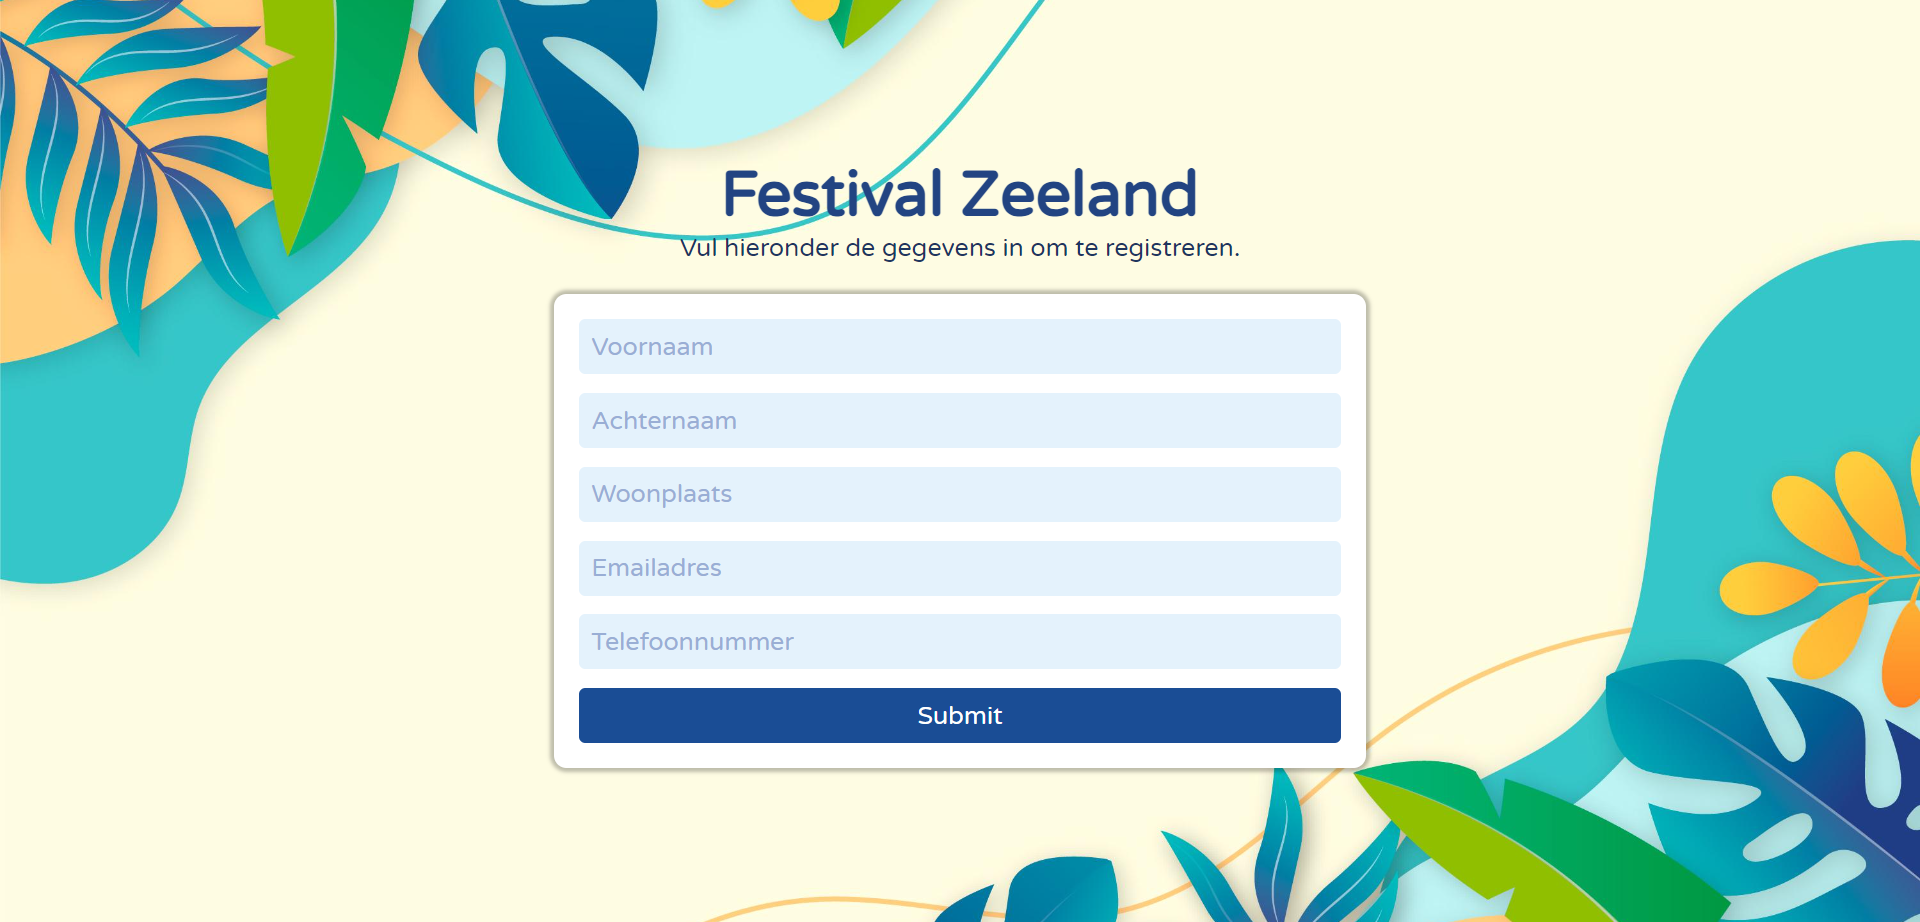 Festival Zeeland
Vul hieronder de gegevens in om te registreren.
Voornaam
Achternaam
Woonplaats
Emailadres
Telefoonnummer
Submit